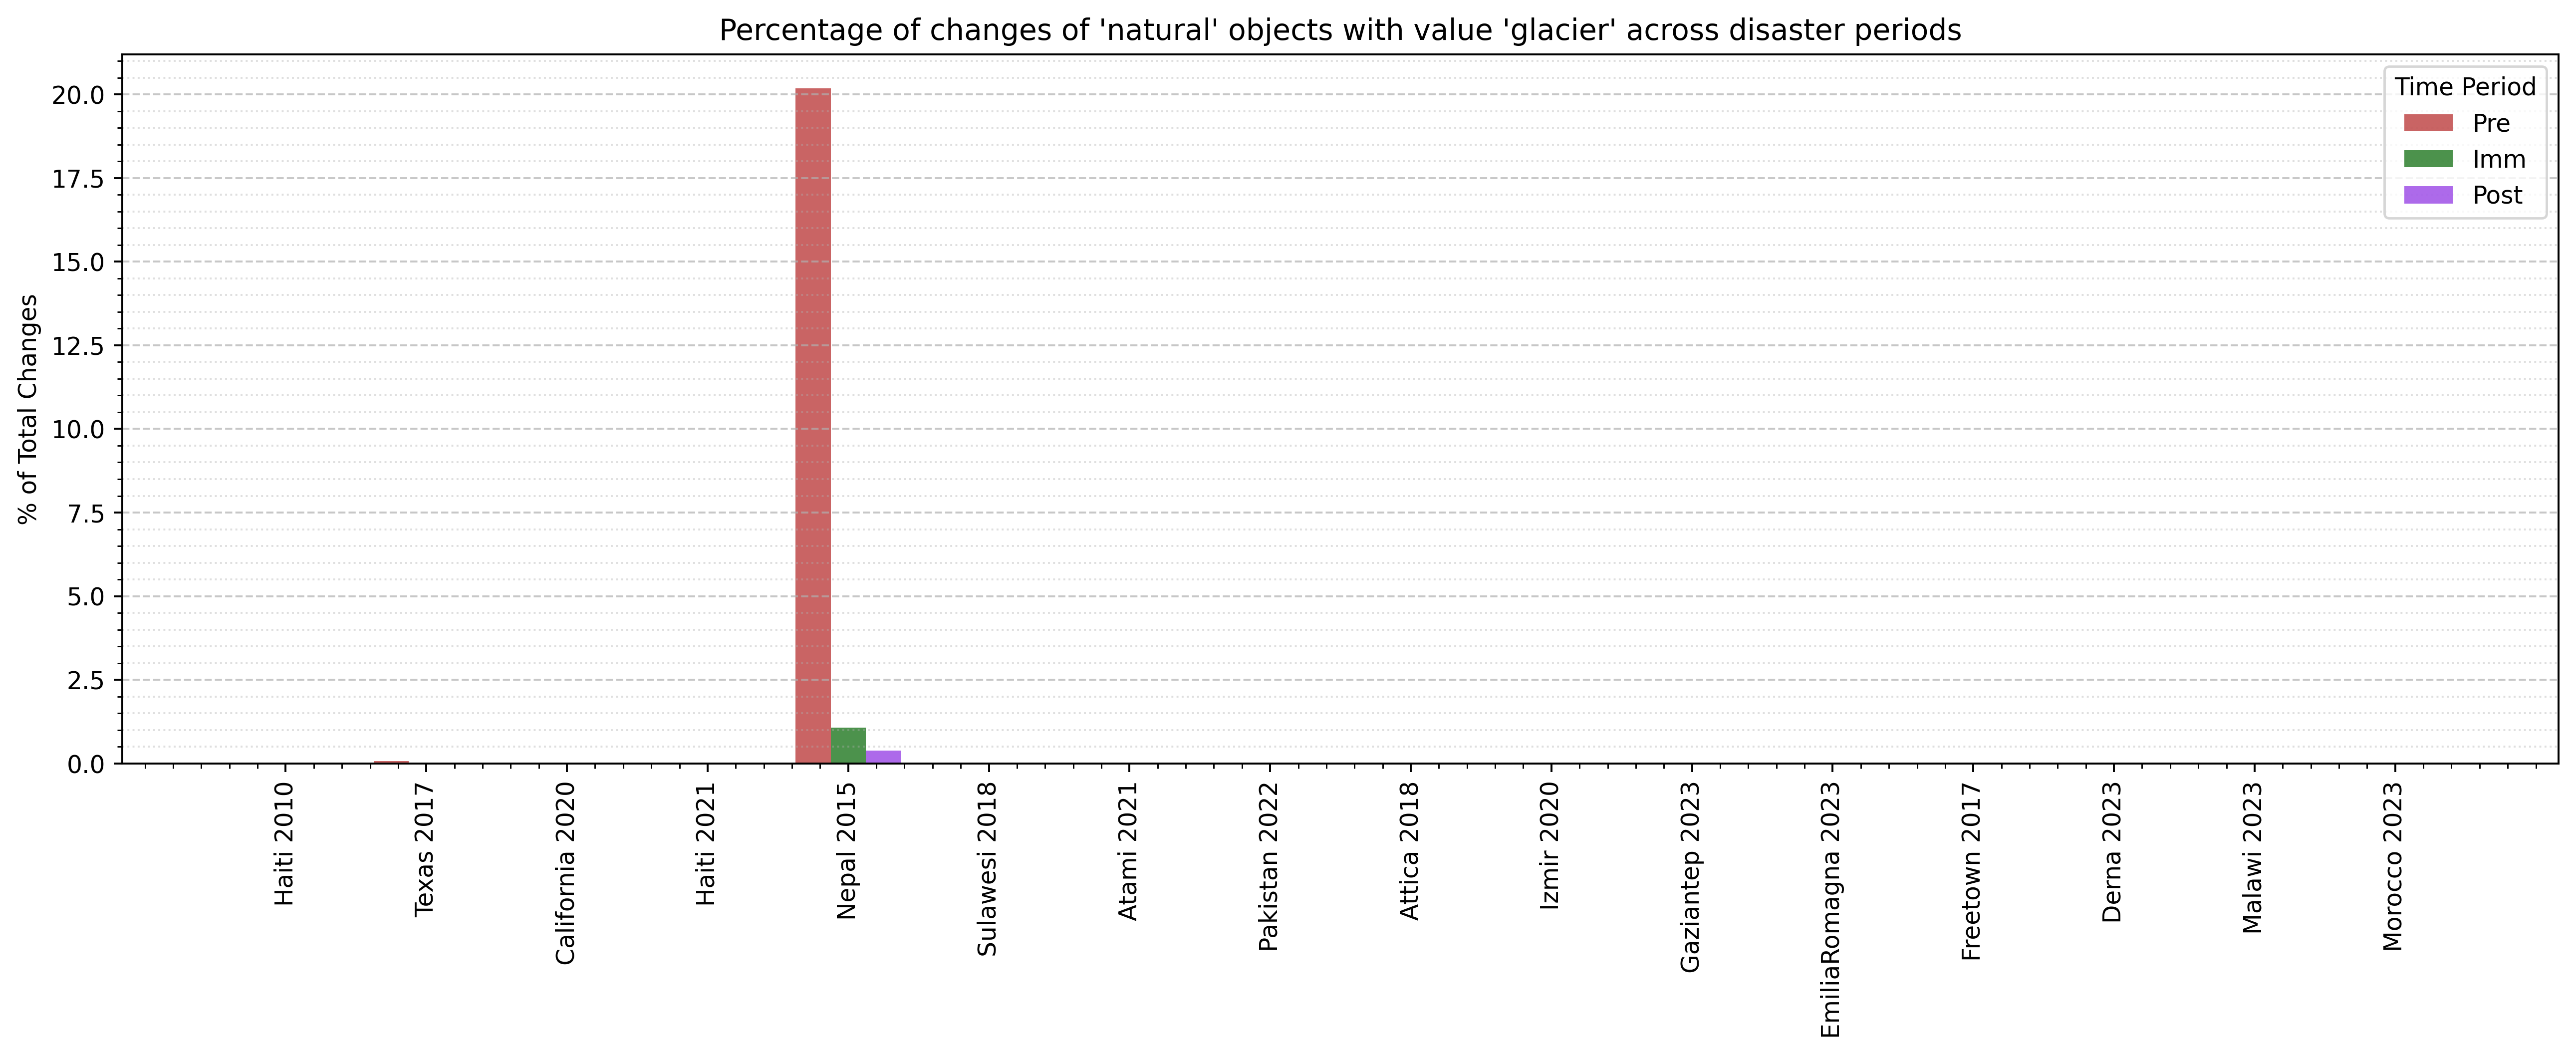 Percentage of changes of 'natural' objects with value 'glacier' across disaster periods
Time Period
Pre
Imm
Post
% of Total Changes
20.0
17.5
15.0
12.5
10.0
7.5
5.0
2.5
0.0
Haiti 2010
Texas 2017
California 2020
Haiti 2021
Nepal 2015
Sulawesi 2018
Atami 2021
Pakistan 2022
Attica 2018
Izmir 2020
Gaziantep 2023
EmiliaRomagna 2023
Freetown 2017
Derna 2023
Malawi 2023
Morocco 2023